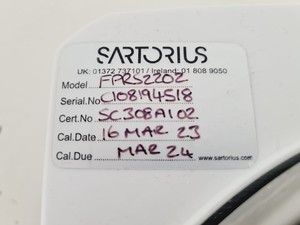 SARTORIUS
UK: 01372 737101 / Ireland: 01 808 9050
Model FPRS2202
Serial.No C108194518
Cert.No SC308A102
Cal.Date 16 MAR 23
Cal.Due MAR 24
www.sartorius.com